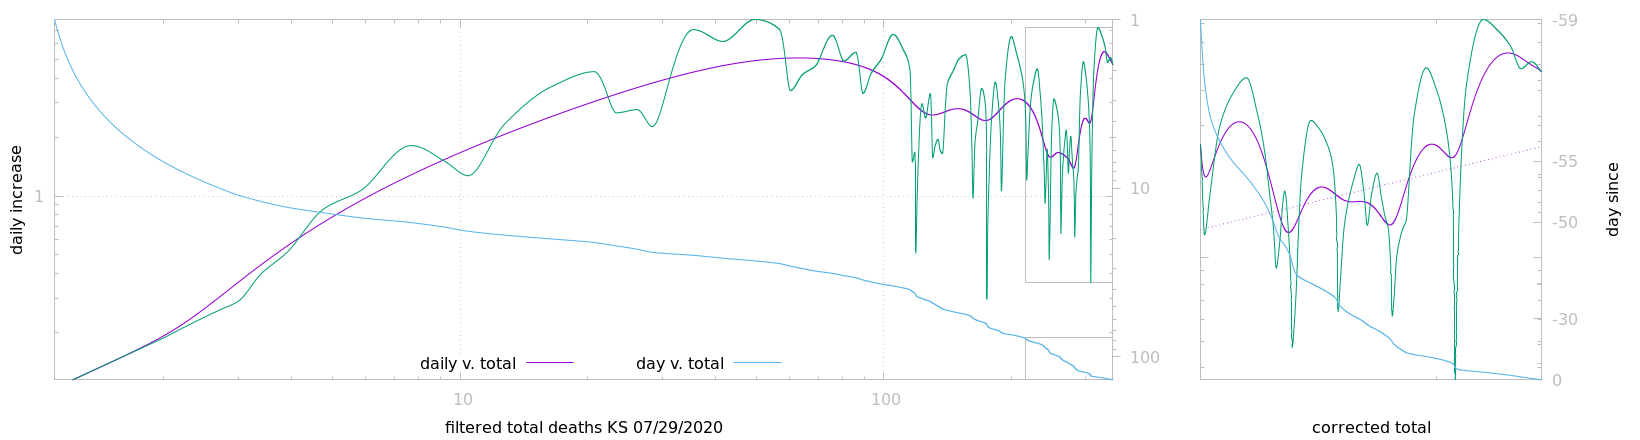 daily increase
1
daily v. total
day v. total
10
100
filtered total deaths KS 07/29/2020
1
10
100
corrected total
-59
-55
-50
-30
0
day since